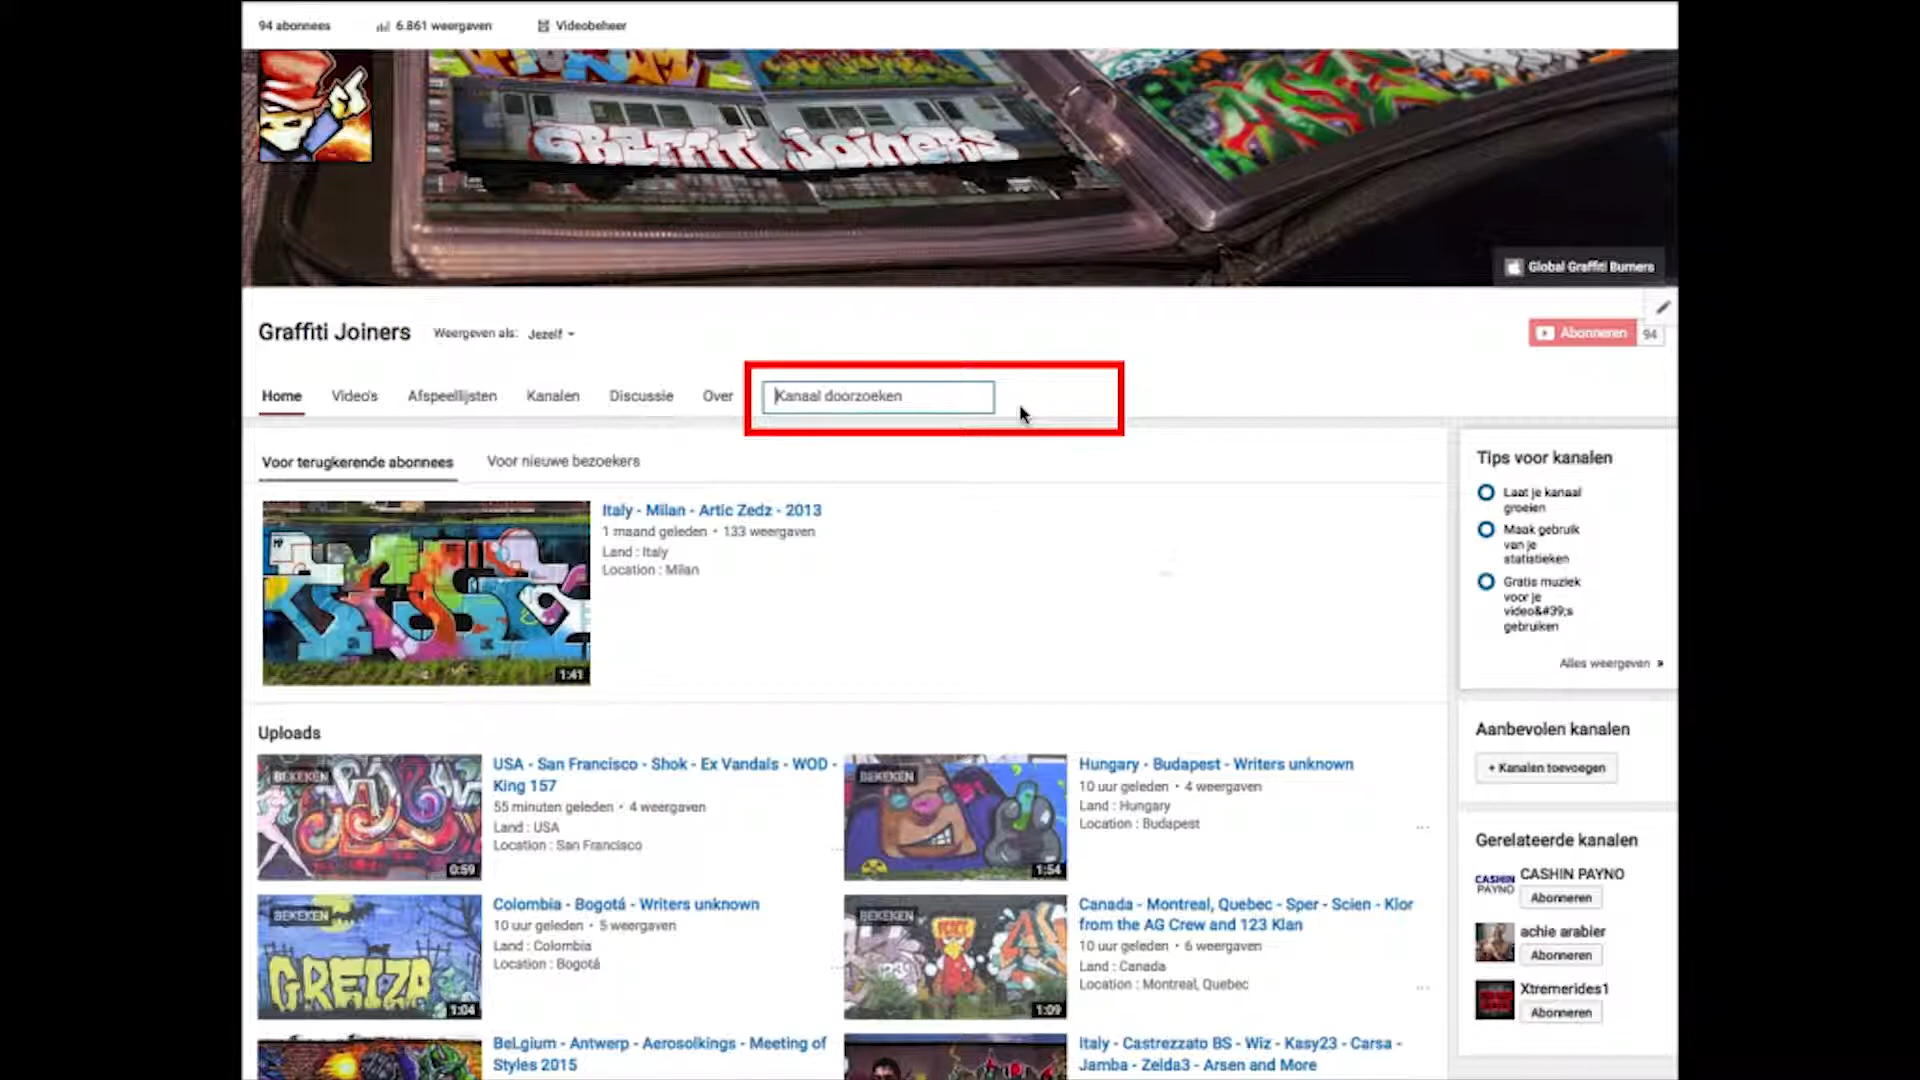 94 abonnees
6.861 weergaven
Videobeheer
GRAFFITI JOINERS
Global Graffiti Burners
Graffiti Joiners
Weergeven als: Jezelf
Abonneren 94
Home
Video's
Afspeellijsten
Kanalen
Discussie
Over
Kanaal doorzoeken
Voor terugkerende abonnees
Voor nieuwe bezoekers
Italy - Milan - Artic Zedz - 2013
1 maand geleden • 133 weergaven
Land : Italy
Location : Milan
1:41
Uploads
BEKEKEN
0:59
USA - San Francisco - Shok - Ex Vandals - WOD -
King 157
55 minuten geleden • 4 weergaven
Land : USA
Location : San Francisco
BEKEKEN
1:54
Hungary - Budapest - Writers unknown
10 uur geleden • 4 weergaven
Land : Hungary
Location : Budapest
BEKEKEN
GREIZA
1:04
Colombia - Bogotá - Writers unknown
10 uur geleden • 5 weergaven
Land : Colombia
Location : Bogotá
BEKEKEN
1:09
Canada - Montreal, Quebec - Sper - Scien - Klor
from the AG Crew and 123 Klan
10 uur geleden • 6 weergaven
Land : Canada
Location : Montreal, Quebec
BeLgium - Antwerp - Aerosolkings - Meeting of
Styles 2015
Italy - Castrezzato BS - Wiz - Kasy23 - Carsa -
Jamba - Zelda3 - Arsen and More
Tips voor kanalen
Laat je kanaal
groeien
Maak gebruik
van je
statistieken
Gratis muziek
voor je
video&#39;s
gebruiken
Alles weergeven »
Aanbevolen kanalen
+ Kanalen toevoegen
Gerelateerde kanalen
CASHIN
PAYNO
CASHIN PAYNO
Abonneren
achie arabier
Abonneren
Xtremerides1
Abonneren